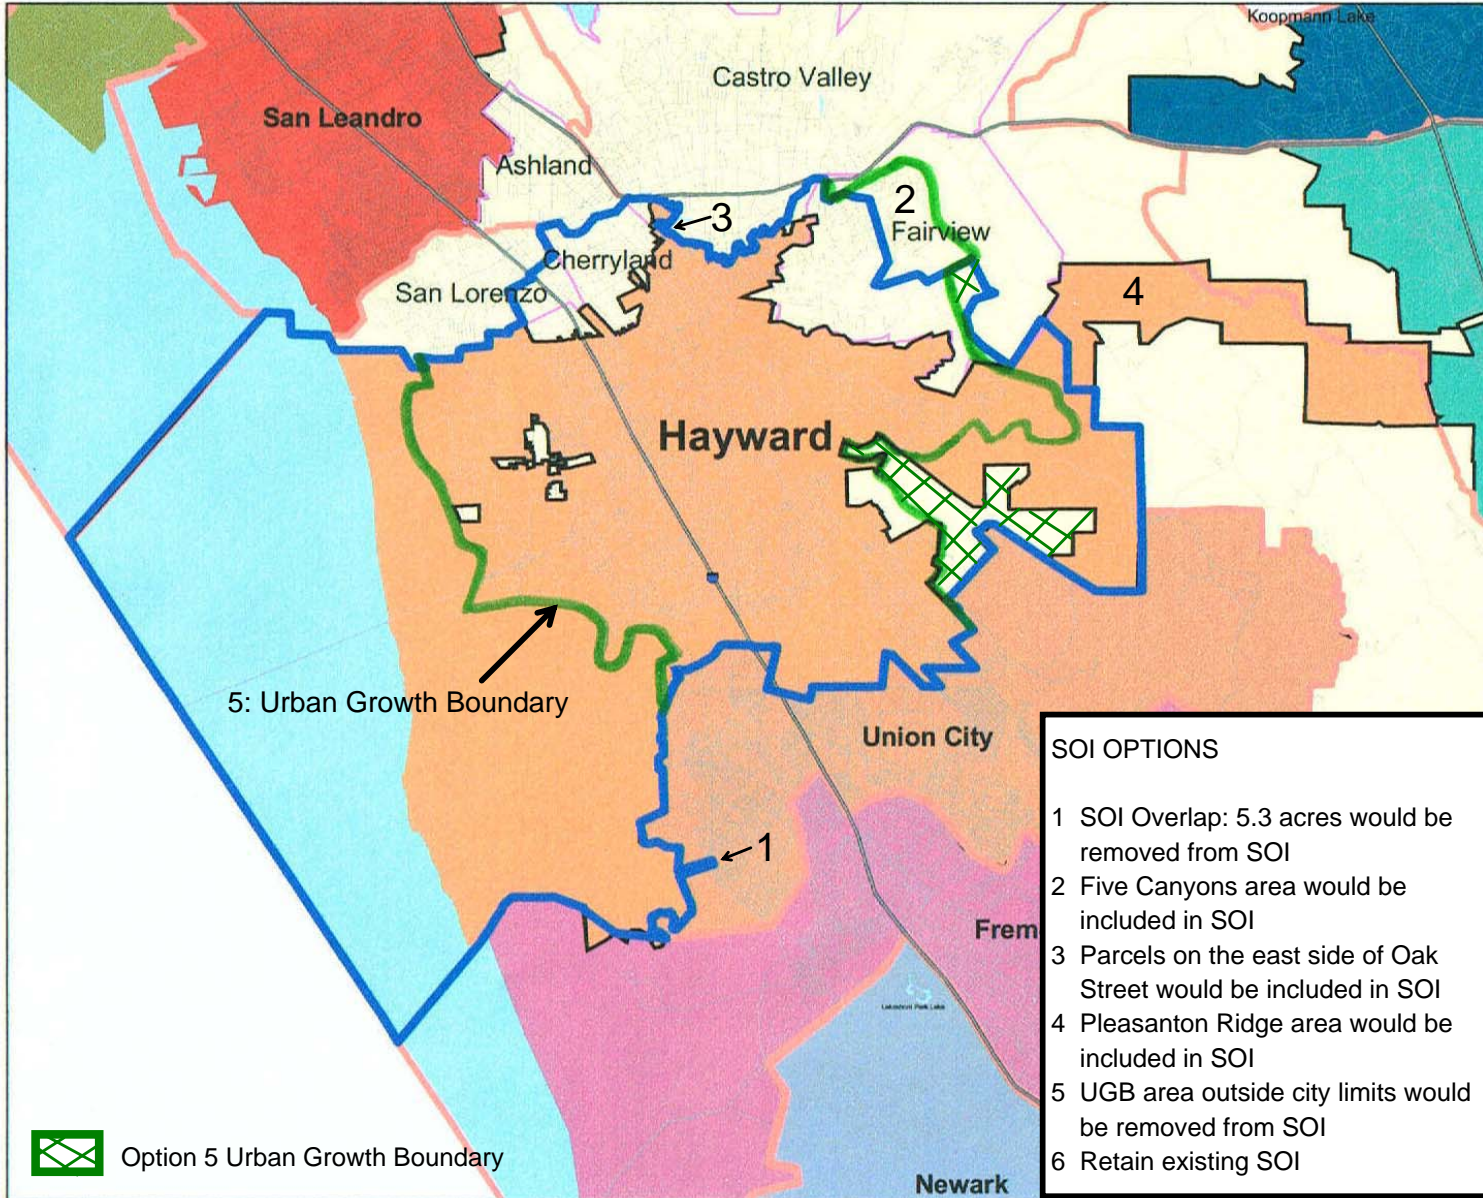 Koopmann Lake
Castro Valley
San Leandro
Ashland
2
3
Fairview
Cherryland
San Lorenzo
4
Hayward
5: Urban Growth Boundary
Union City
SOI OPTIONS
1 SOI Overlap: 5.3 acres would be
removed from SOI
2 Five Canyons area would be
included in SOI
3 Parcels on the east side of Oak
Street would be included in SOI
4 Pleasanton Ridge area would be
included in SOI
5 UGB area outside city limits would
be removed from SOI
6 Retain existing SOI
1
Frem
Lakeshore Park Lake
Option 5 Urban Growth Boundary
Newark